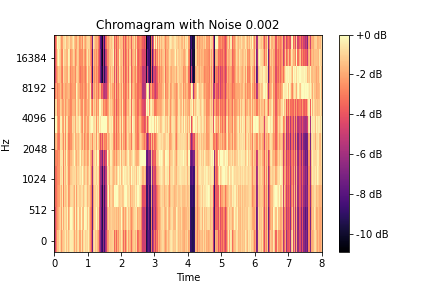 Chromagram with Noise 0.002
Hz
16384
8192
4096
2048
1024
512
0
0 1 2 3 4 5 6 7 8
Time
+0 dB
-2 dB
-4 dB
-6 dB
-8 dB
-10 dB